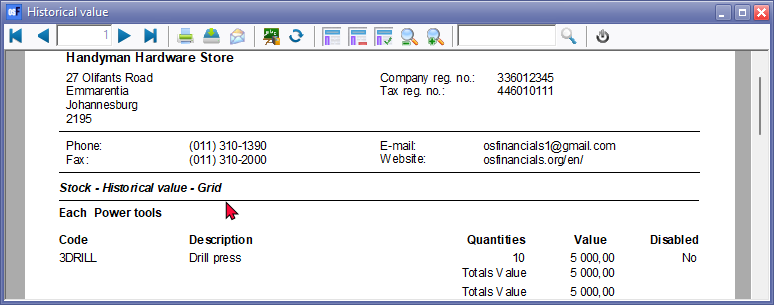 Historical value
1
Handyman Hardware Store
27 Olifants Road
Emmarentia
Johannesburg
2195
Company reg. no.: 336012345
Tax reg. no.: 446010111
Phone: (011) 310-1390 E-mail: osfinancials1@gmail.com
Fax: (011) 310-2000 Website: osfinancials.org/en/
Stock - Historical value - Grid
Each Power tools
Code Description Quantities Value Disabled
3DRILL Drill press 10 5 000,00 No
Totals Value 5 000,00
Totals Value 5 000,00